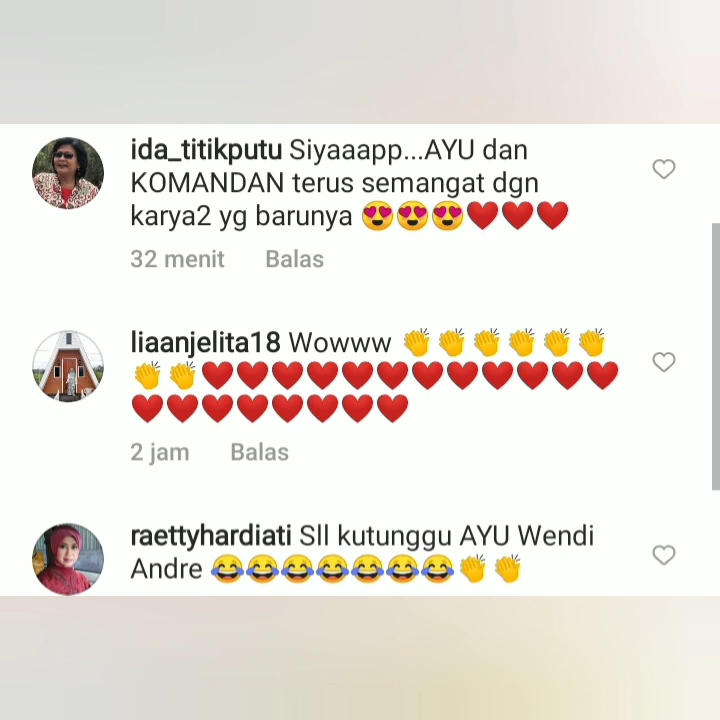 ida_titikputu Siyaaapp...AYU dan
KOMANDAN terus semangat dgn
karya2 yg barunya 😍😍😍❤️❤️❤️
32 menit Balas
liaanjelita18 Wowww 👏👏👏👏👏👏
👏👏❤️❤️❤️❤️❤️❤️❤️❤️❤️❤️❤️❤️
❤️❤️❤️❤️❤️❤️❤️❤️
2 jam Balas
raettyhardiati Sll kutunggu AYU Wendi
Andre 😂😂😂😂😂😂😂👏👏